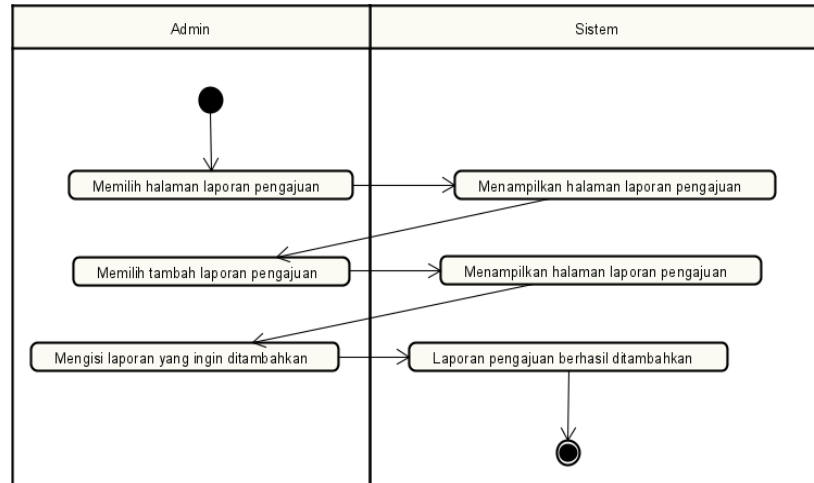 Admin
Sistem
Memilih halaman laporan pengajuan
Menampilkan halaman laporan pengajuan
Memilih tambah laporan pengajuan
Menampilkan halaman laporan pengajuan
Mengisi laporan yang ingin ditambahkan
Laporan pengajuan berhasil ditambahkan